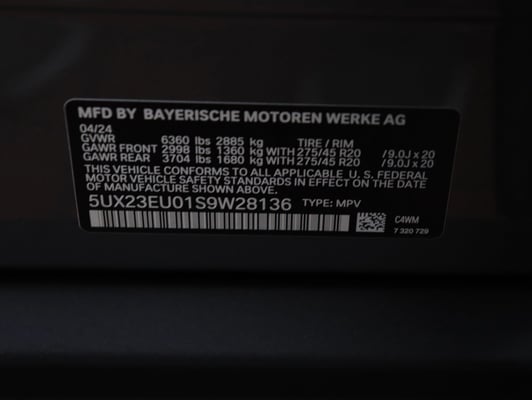 MFD BY BAYERISCHE MOTOREN WERKE AG
04/24
GVWR 6360 lbs 2885 kg TIRE / RIM
GAWR FRONT 2998 lbs 1360 kg WITH 275/45 R20 / 9.0J x 20
GAWR REAR 3704 lbs 1680 kg WITH 275/45 R20 / 9.0J x 20
THIS VEHICLE CONFORMS TO ALL APPLICABLE U. S. FEDERAL
MOTOR VEHICLE SAFETY STANDARDS IN EFFECT ON THE DATE OF
MANUFACTURE SHOWN ABOVE.
5UX23EU01S9W28136 TYPE: MPV
C4WM
7 320 729